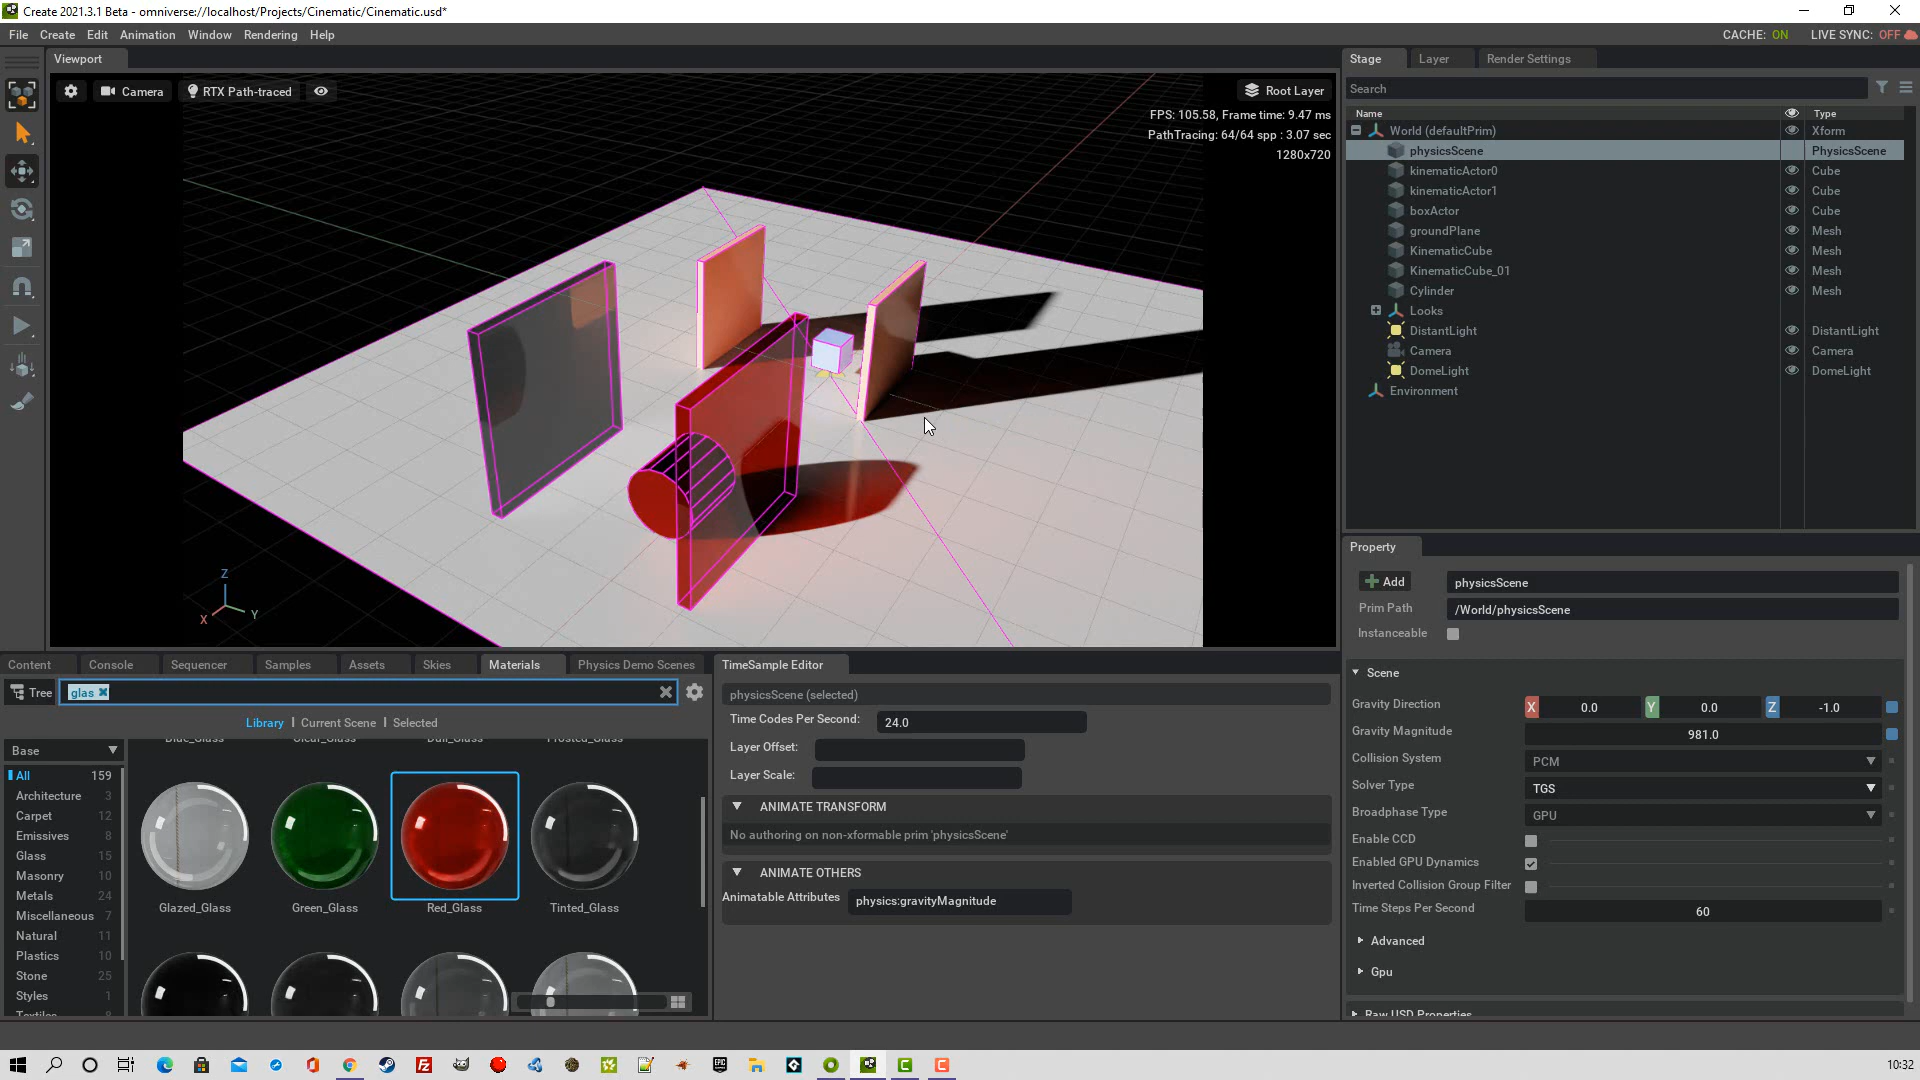 Create 2021.3.1 Beta - omniverse://localhost/Projects/Cinematic/Cinematic.usd*
File Create Edit Animation Window Rendering Help
CACHE: ON LIVE SYNC: OFF
Viewport
Camera RTX Path-traced
Root Layer
FPS: 105.58, Frame time: 9.47 ms
PathTracing: 64/64 spp : 3.07 sec
1280x720
Z
X Y
Stage Layer Render Settings
Search
Name Type
World (defaultPrim) Xform
physicsScene PhysicsScene
kinematicActor0 Cube
kinematicActor1 Cube
boxActor Cube
groundPlane Mesh
KinematicCube Mesh
KinematicCube_01 Mesh
Cylinder Mesh
Looks
DistantLight DistantLight
Camera Camera
DomeLight DomeLight
Environment
Property
Add physicsScene
Prim Path /World/physicsScene
Instanceable
Scene
Gravity Direction X 0.0 Y 0.0 Z -1.0
Gravity Magnitude 981.0
Collision System PCM
Solver Type TGS
Broadphase Type GPU
Enable CCD
Enabled GPU Dynamics
Inverted Collision Group Filter
Time Steps Per Second 60
Advanced
Gpu
Raw USD Properties
Content Console Sequencer Samples Assets Skies Materials Physics Demo Scenes
Tree glas
Library Current Scene Selected
Base
All 159
Architecture 3
Carpet 12
Emissives 8
Glass 15
Masonry 10
Metals 24
Miscellaneous 7
Natural 11
Plastics 10
Stone 25
Styles 1
Textiles 8
Blue_Glass Clear_Glass Dull_Glass Frosted_Glass
Glazed_Glass Green_Glass Red_Glass Tinted_Glass
TimeSample Editor
physicsScene (selected)
Time Codes Per Second: 24.0
Layer Offset:
Layer Scale:
ANIMATE TRANSFORM
No authoring on non-xformable prim 'physicsScene'
ANIMATE OTHERS
Animatable Attributes physics:gravityMagnitude
10:32